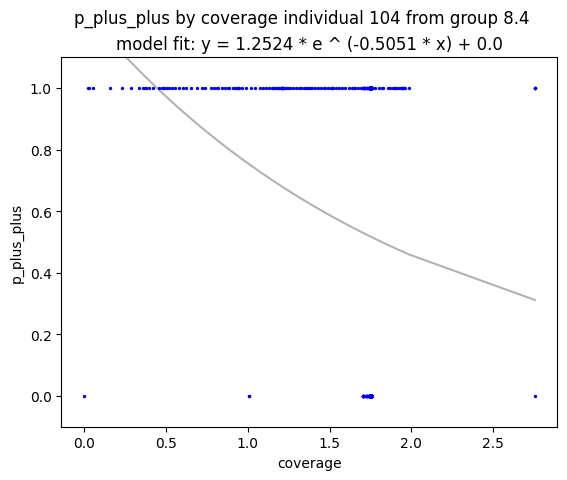 p_plus_plus by coverage individual 104 from group 8.4
model fit: y = 1.2524 * e ^ (-0.5051 * x) + 0.0
1.0
0.8
0.6
0.4
0.2
0.0
p_plus_plus
0.0 0.5 1.0 1.5 2.0 2.5
coverage